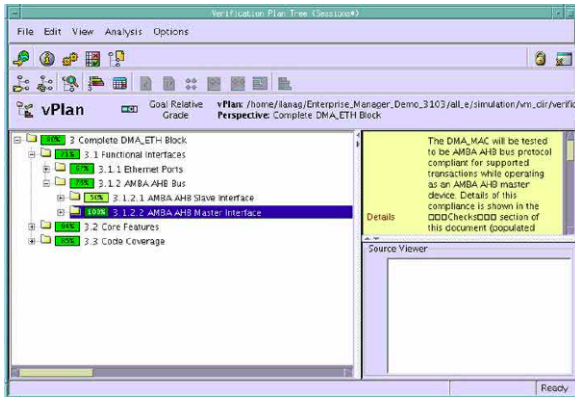 Verification Plan Tree (Sessions4)
File Edit View Analysis Options
vPlan
Goal Relative Grade
vPlan: /home/ilanag/Enterprise_Manager_Demo_3103/all_e/simulation/vm_dir/verific
Perspective: Complete DMA_ETH Block
3 Complete DMA_ETH Block
3.1 Functional Interfaces
3.1.1 Ethernet Ports
3.1.2 AMBA AHB Bus
3.1.2.1 AMBA AHB Slave Interface
100% 3.1.2.2 AMBA AHB Master Interface
3.2 Core Features
3.3 Code Coverage
The DMA_MAC will be tested
to be AMBA AHB bus protocol
compliant for supported
transactions while operating
as an AMBA AHB master
device. Details of this
compliance is shown in the
Details □□□Checks□□□ section of
this document (populated
Source Viewer
Ready